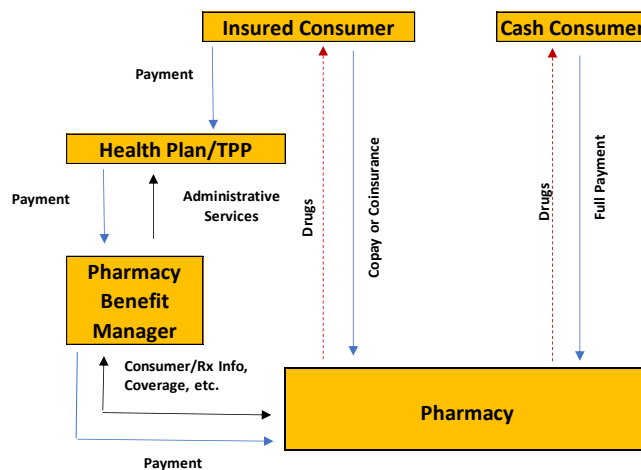 Insured Consumer
Cash Consumer
Payment
Health Plan/TPP
Payment
Administrative
Services
Drugs
Copay or Coinsurance
Drugs
Full Payment
Pharmacy
Benefit
Manager
Consumer/Rx Info,
Coverage, etc.
Pharmacy
Payment